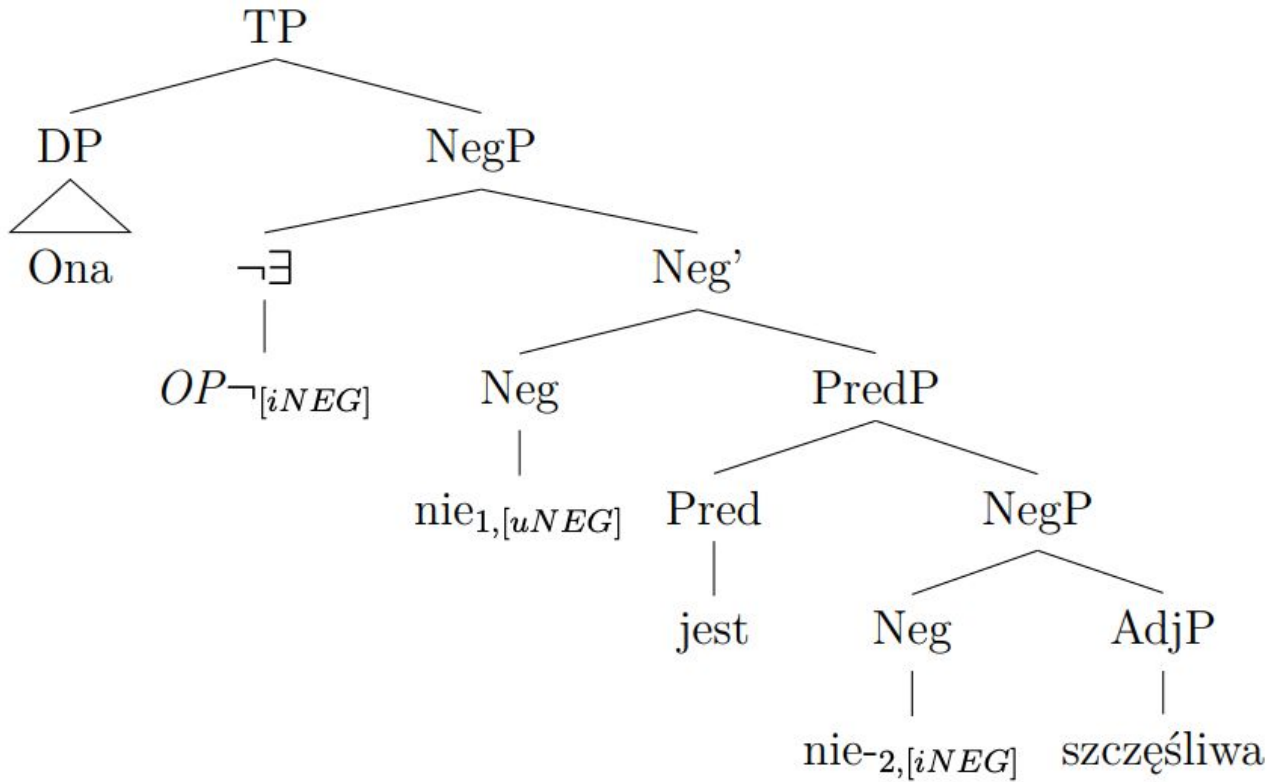 TP
DP NegP
Ona ¬∃ Neg’
OP¬[iNEG] Neg PredP
nie1,[uNEG] Pred NegP
jest Neg AdjP
nie-2,[iNEG] szczęśliwa